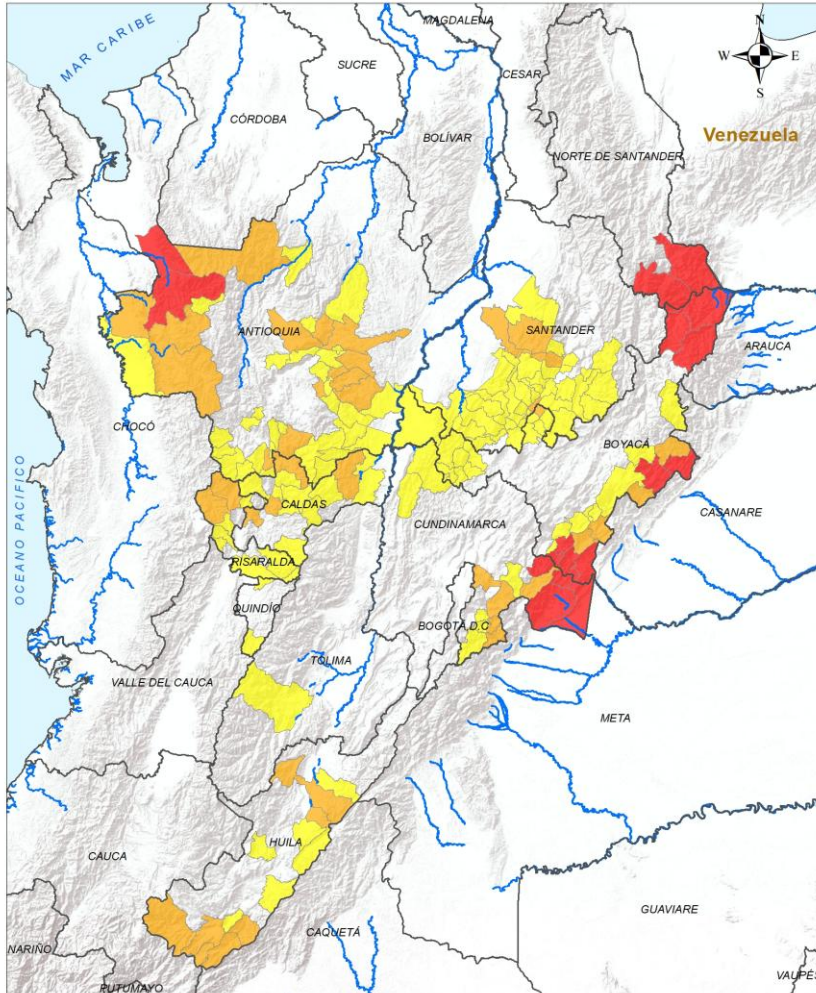 MAGDALENA
N
MAR CARIBE
SUCRE
CESAR
W
E
S
CÓRDOBA
BOLÍVAR
Venezuela
NORTE DE SANTANDER
ANTIOQUIA
SANTANDER
ARAUCA
CHOCÓ
BOYACÁ
OCEANO PACIFICO
CALDAS
CUNDINAMARCA
CASANARE
RISARALDA
QUINDÍO
BOGOTÁ D.C
TOLIMA
VALLE DEL CAUCA
META
HUILA
CAUCA
GUAVIARE
CAQUETÁ
NARIÑO
PUTUMAYO
VAUPÉS